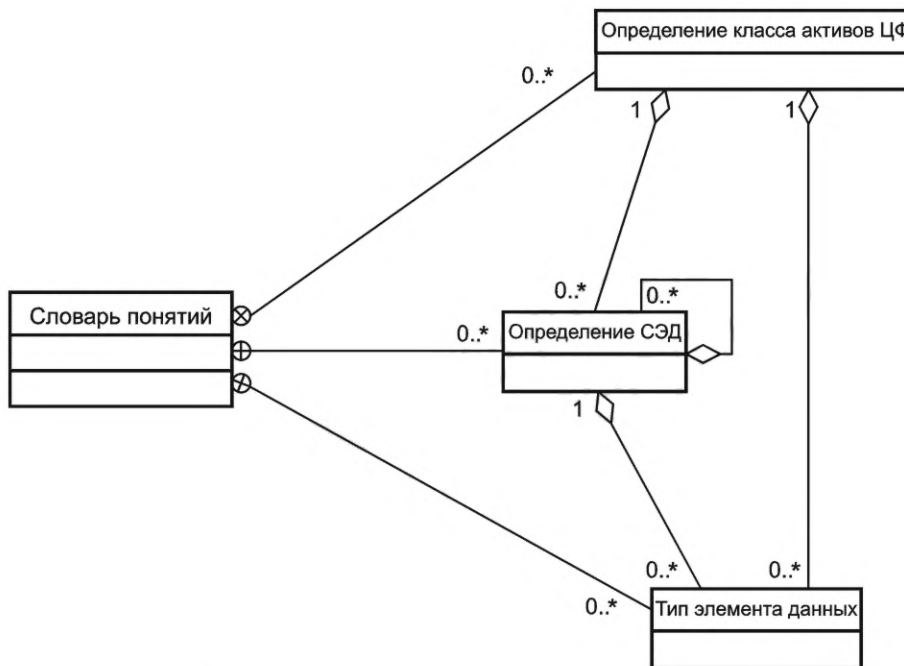 Определение класса активов ЦФ
0..*
1
1
0..*
0..*
Словарь понятий
0..*
Определение СЭД
1
0..*
0..*
0..*
Тип элемента данных